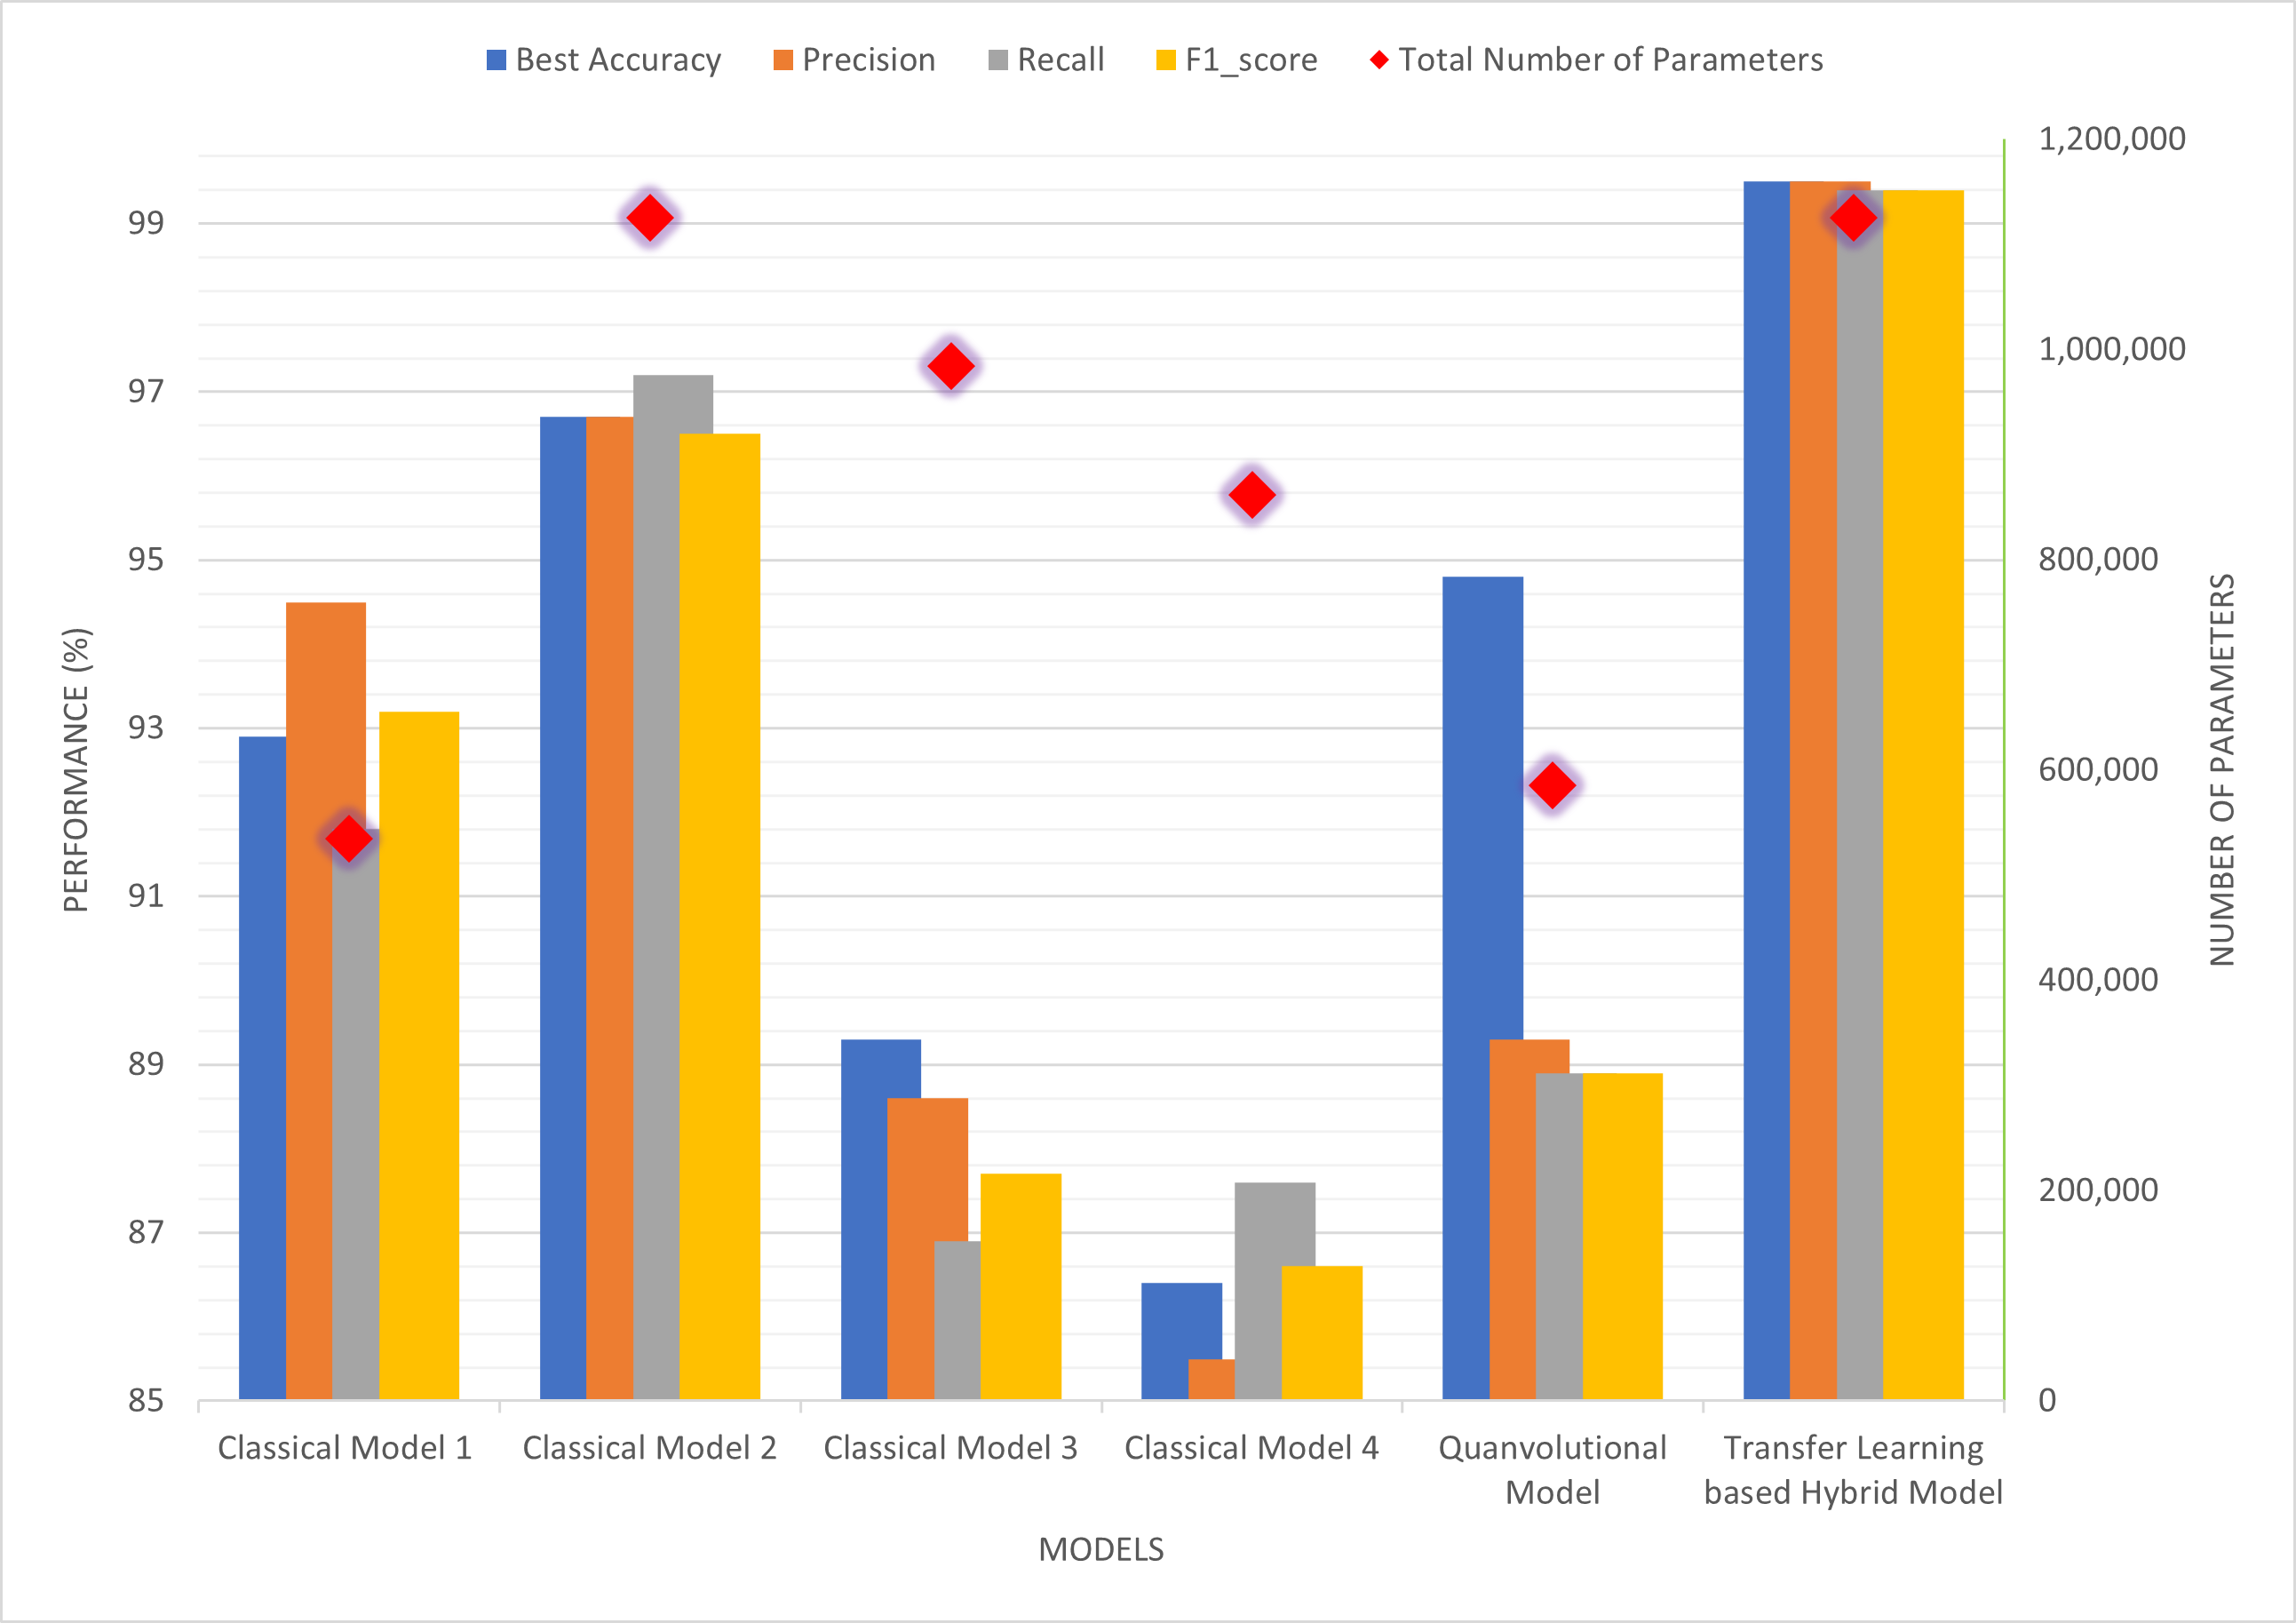 Best Accuracy Precision Recall F1_score Total Number of Parameters
PERFORMANCE (%)
99
97
95
93
91
89
87
85
1,200,000
1,000,000
800,000
600,000
400,000
200,000
0
NUMBER OF PARAMETERS
Classical Model 1
Classical Model 2
Classical Model 3
Classical Model 4
Quanvolutional
Model
Transfer Learning
based Hybrid Model
MODELS